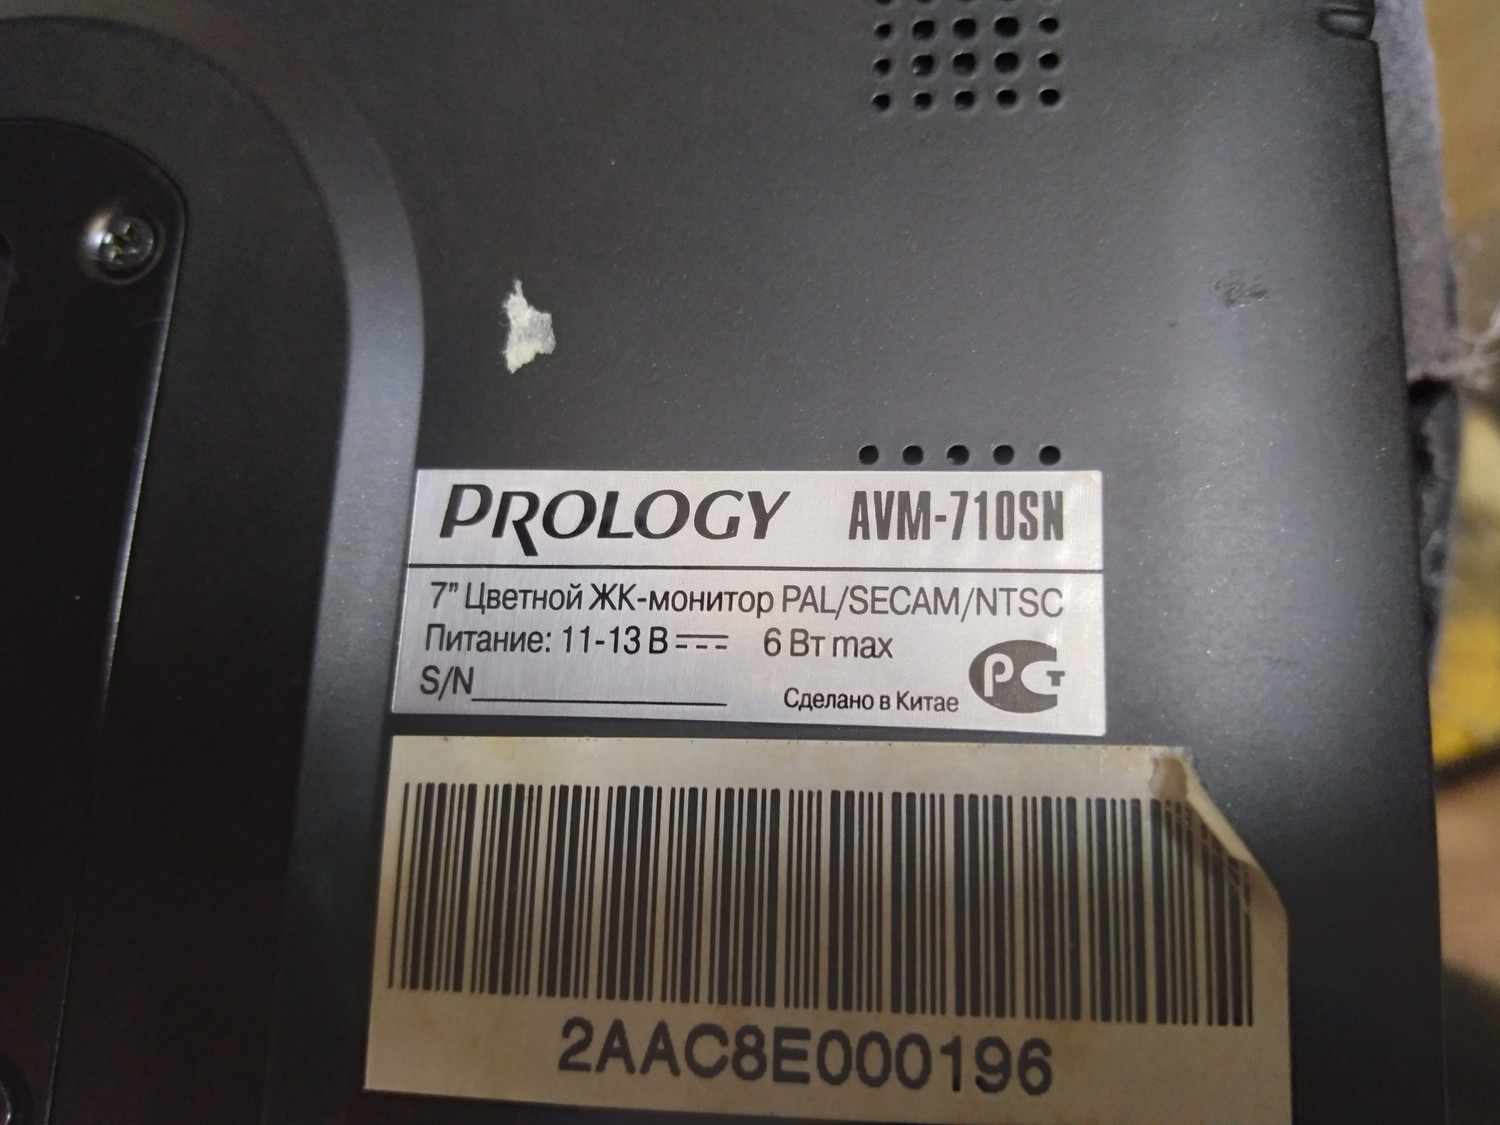 PROLOGY AVM-710SN
7" Цветной ЖК-монитор PAL/SECAM/NTSC
Питание: 11-13 В 6 Вт max
S/N
Сделано в Китае
РСТ
2AAC8E000196